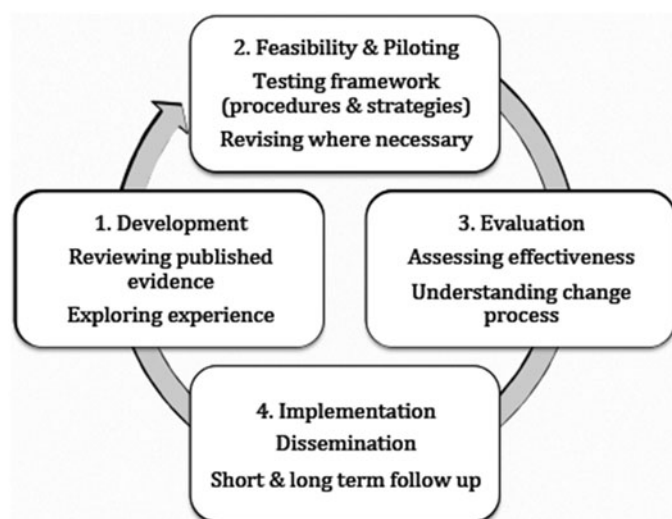 2. Feasibility & Piloting
Testing framework
(procedures & strategies)
Revising where necessary
1. Development
Reviewing published
evidence
Exploring experience
3. Evaluation
Assessing effectiveness
Understanding change
process
4. Implementation
Dissemination
Short & long term follow up